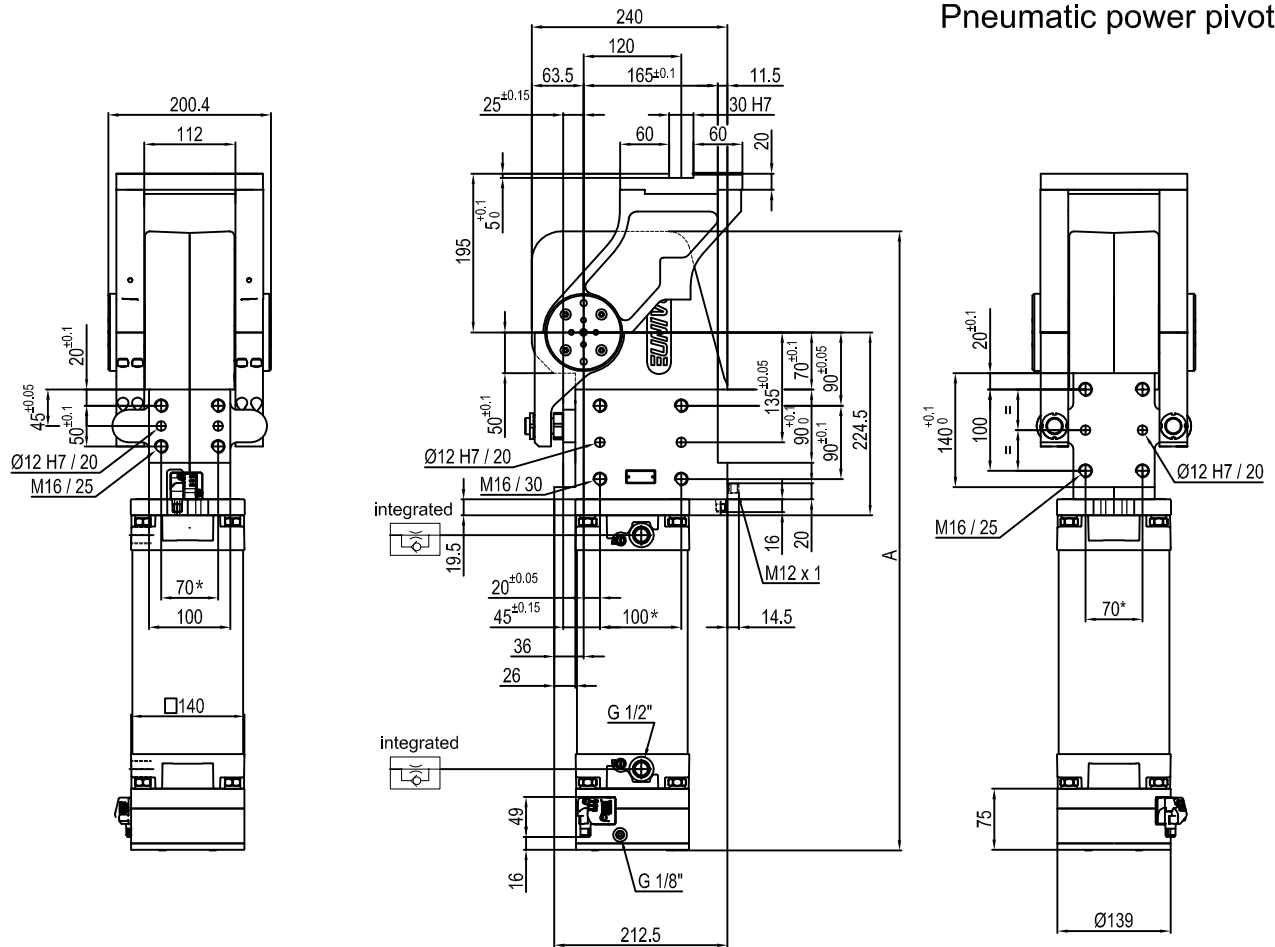 Pneumatic power pivot
240
120
63.5
165±0.1
11.5
25±0.15
30 H7
60
60
20
200.4
112
195
5 +0.1 0
20±0.1
45±0.05
50±0.1
Ø12 H7 / 20
M16 / 25
70*
100
□140
50±0.1
135±0.05
70±0.1
90±0.05
90 +0.1 0
90±0.1
224.5
Ø12 H7 / 20
M16 / 30
integrated
19.5
16
20
M12 x 1
20±0.05
45±0.15
100*
14.5
36
26
A
G 1/2"
integrated
49
16
G 1/8"
212.5
20±0.1
140 +0.1 0
100
=
=
Ø12 H7 / 20
M16 / 25
70*
75
Ø139